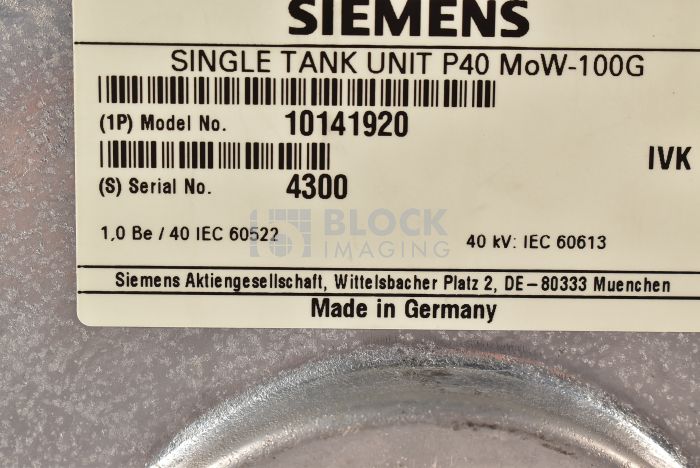 SIEMENS
SINGLE TANK UNIT P40 MoW-100G
(1P) Model No. 10141920
IVK
(S) Serial No. 4300
BLOCK
IMAGING
1,0 Be / 40 IEC 60522
40 kV: IEC 60613
Siemens Aktiengesellschaft, Wittelsbacher Platz 2, DE-80333 Muenchen
Made in Germany